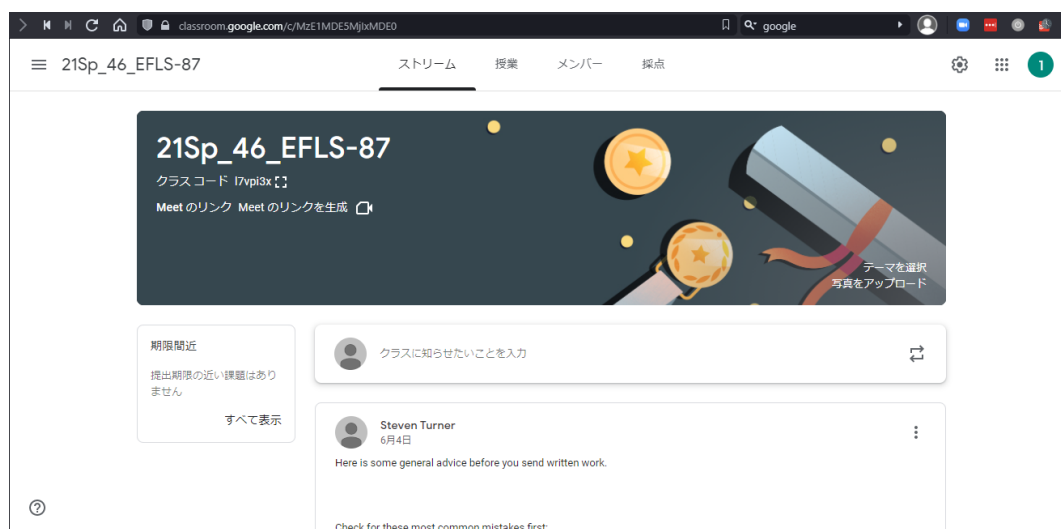 classroom.google.com/c/MzE1MDE5MjIxMDE0
google
21Sp_46_EFLS-87
ストリーム 授業 メンバー 採点
1
21Sp_46_EFLS-87
クラス コード l7vpi3x
Meet のリンク Meet のリンクを生成
テーマを選択
写真をアップロード
期限間近
提出期限の近い課題はあり
ません
すべて表示
クラスに知らせたいことを入力
Steven Turner
6月4日
Here is some general advice before you send written work.
Check for these most common mistakes first: